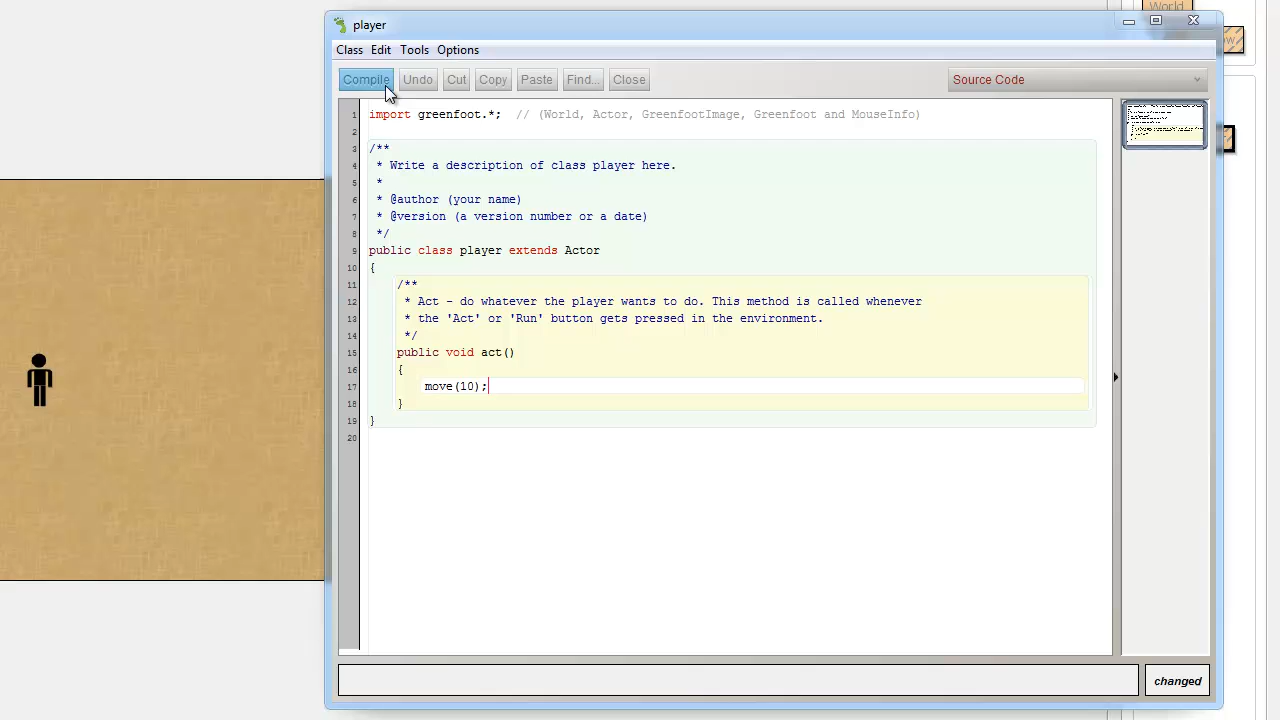 World
player
Class Edit Tools Options
Compile Undo Cut Copy Paste Find... Close Source Code
1 import greenfoot.*;  // (World, Actor, GreenfootImage, Greenfoot and MouseInfo)
2
3 /**
4 * Write a description of class player here.
5 *
6 * @author (your name)
7 * @version (a version number or a date)
8 */
9 public class player extends Actor
10 {
11 /**
12 * Act - do whatever the player wants to do. This method is called whenever
13 * the 'Act' or 'Run' button gets pressed in the environment.
14 */
15 public void act()
16 {
17 move(10);
18 }
19 }
20
changed